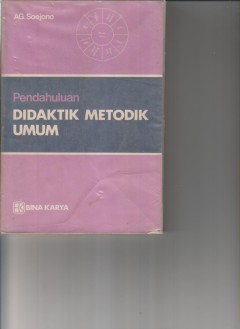 AG. Soejono
Pendahuluan
DIDAKTIK METODIK
UMUM
BINA KARYA